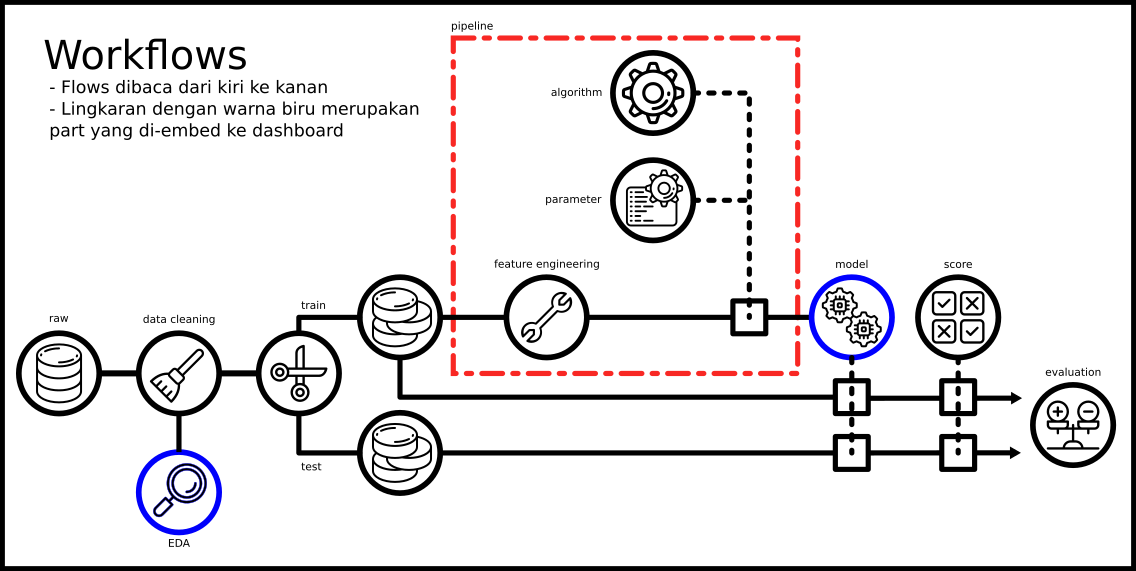 pipeline
Workflows
- Flows dibaca dari kiri ke kanan
- Lingkaran dengan warna biru merupakan
part yang di-embed ke dashboard
algorithm
parameter
feature engineering
model
score
train
raw
data cleaning
evaluation
test
EDA